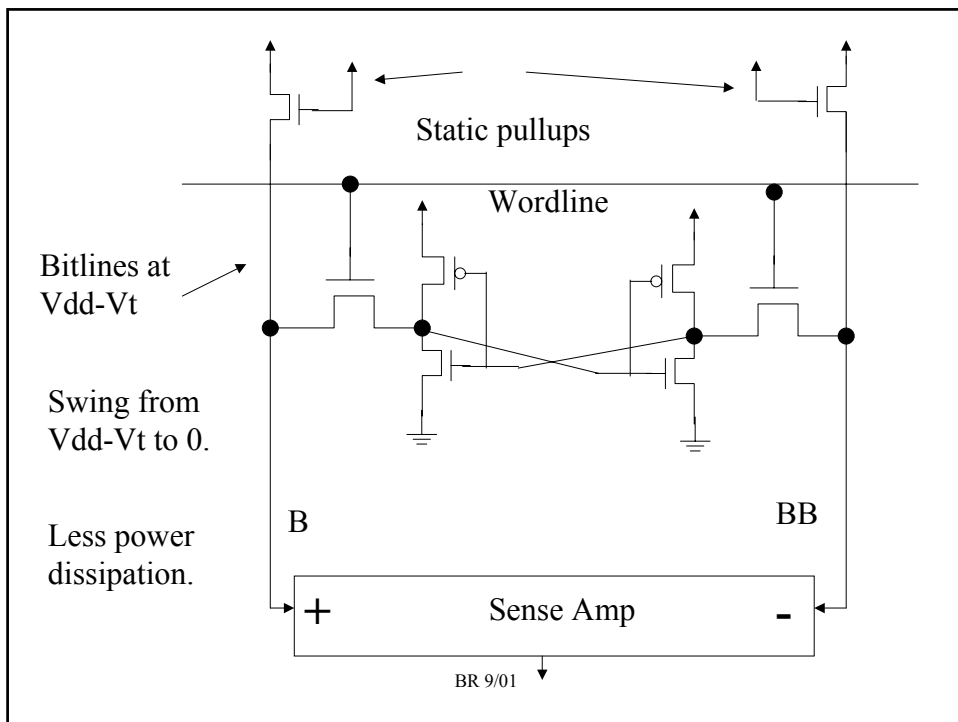 Static pullups
Wordline
Bitlines at
Vdd-Vt
Swing from
Vdd-Vt to 0.
B
BB
Less power
dissipation.
+ Sense Amp -
BR 9/01